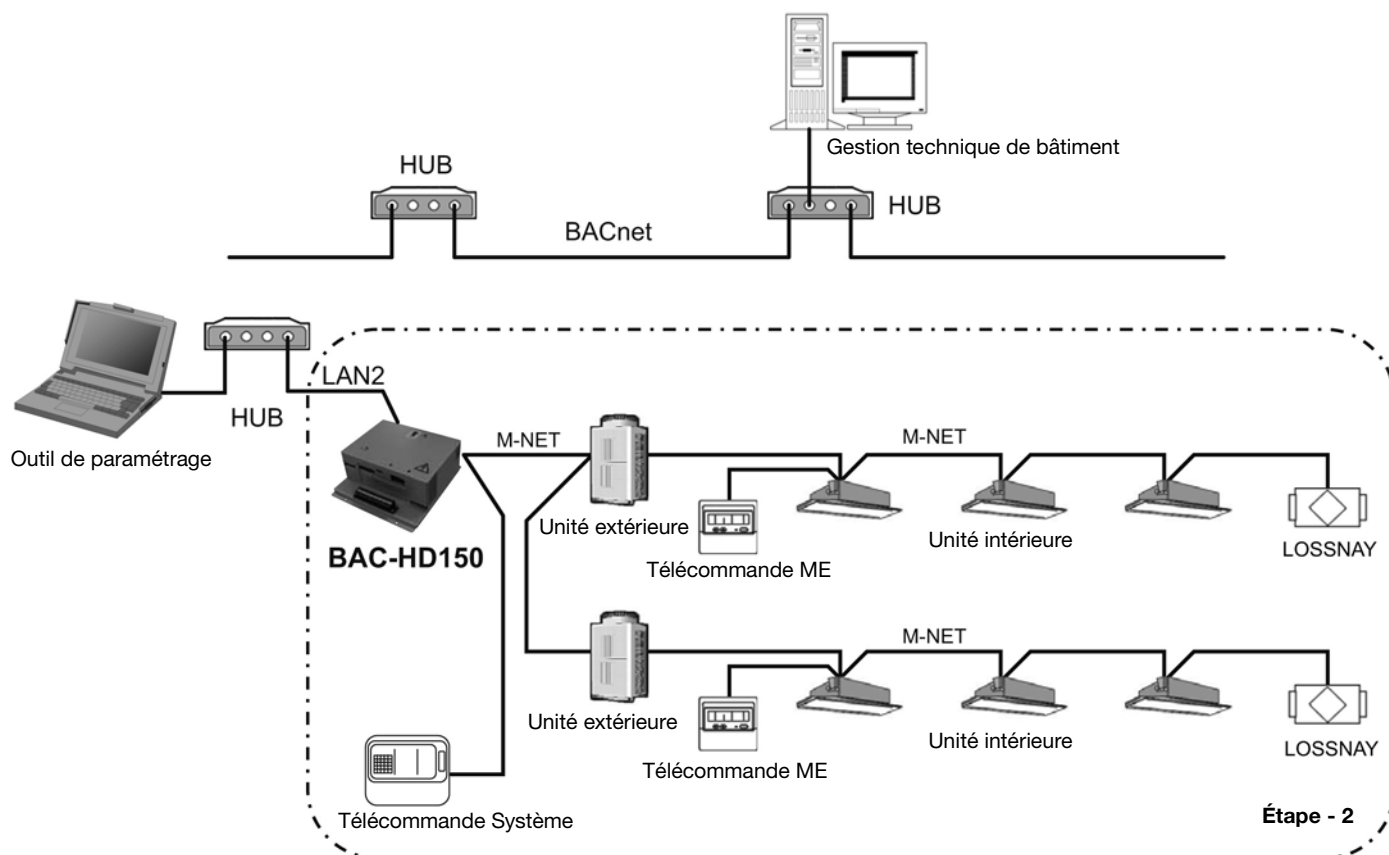 Gestion technique de bâtiment
HUB
HUB
BACnet
LAN2
HUB
Outil de paramétrage
M-NET
M-NET
BAC-HD150
Unité extérieure
Télécommande ME
Unité intérieure
LOSSNAY
M-NET
Unité extérieure
Télécommande ME
Unité intérieure
LOSSNAY
Télécommande Système
Étape - 2